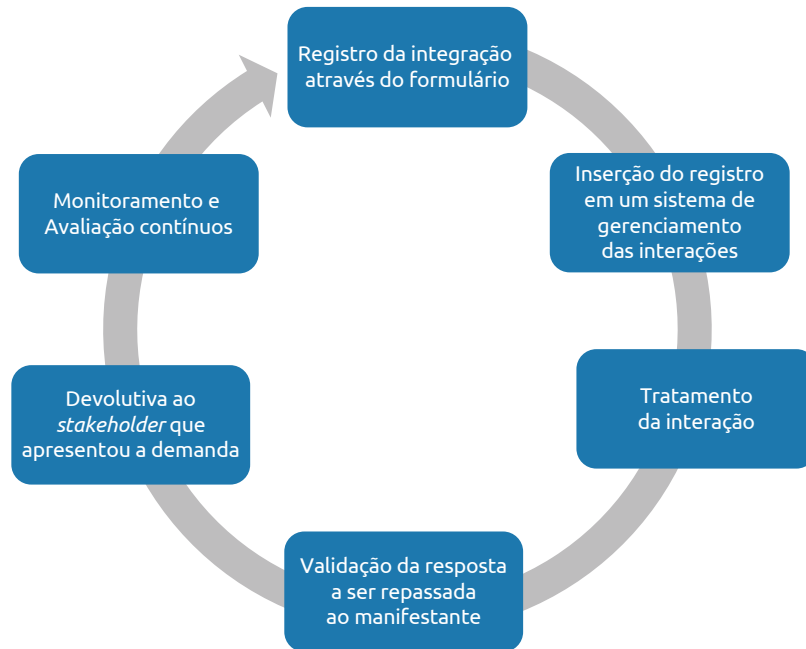 Registro da integração
através do formulário
Inserção do registro
em um sistema de
gerenciamento
das interações
Tratamento
da interação
Validação da resposta
a ser repassada
ao manifestante
Devolutiva ao
stakeholder que
apresentou a demanda
Monitoramento e
Avaliação contínuos